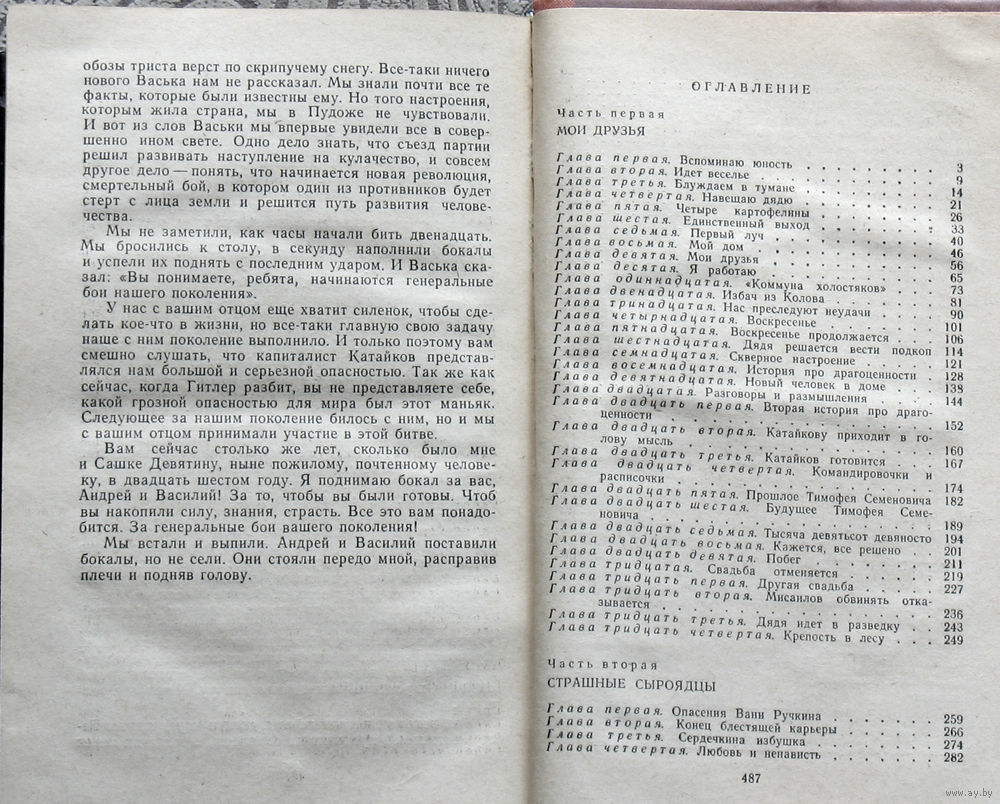 обозы триста верст по скрипучему снегу. Все-таки ничего
нового Васька нам не рассказал. Мы знали почти все те
факты, которые были известны ему. Но того настроения,
которым жила страна, мы в Пудоже не чувствовали.
И вот из слов Васьки мы впервые увидели все в совер-
шенно ином свете. Одно дело знать, что съезд партии
решил развивать наступление на кулачество, и совсем
другое дело — понять, что начинается новая революция,
смертельный бой, в котором один из противников будет
стерт с лица земли и решится путь развития челове-
чества.
Мы не заметили, как часы начали бить двенадцать.
Мы бросились к столу, в секунду наполнили бокалы
и успели их поднять с последним ударом. И Васька ска-
зал: «Вы понимаете, ребята, начинаются генеральные
бои нашего поколения».
У нас с вашим отцом еще хватит силенок, чтобы сде-
лать кое-что в жизни, но все-таки главную свою задачу
наше с ним поколение выполнило. И только поэтому вам
смешно слушать, что капиталист Катайков представ-
лялся нам большой и серьезной опасностью. Так же как
сейчас, когда Гитлер разбит, вы не представляете себе,
какой грозной опасностью для мира был этот маньяк.
Следующее за нашим поколение билось с ним, но и мы
с вашим отцом принимали участие в этой битве.
Вам сейчас столько же лет, сколько было мне
и Сашке Девятину, ныне пожилому, почтенному челове-
ку, в двадцать шестом году. Я поднимаю бокал за вас,
Андрей и Василий! За то, чтобы вы были готовы. Чтоб
вы накопили силу, знания, страсть. Все это вам понадо-
бится. За генеральные бои вашего поколения!
Мы встали и выпили. Андрей и Василий поставили
бокалы, но не сели. Они стояли передо мной, расправив
плечи и подняв голову.
ОГЛАВЛЕНИЕ
Часть первая
МОИ ДРУЗЬЯ
Глава первая. Вспоминаю юность . . . . . . . . . 3
Глава вторая. Идет веселье . . . . . . . . . 9
Глава третья. Блуждаем в тумане . . . . . . . . 14
Глава четвертая. Навещаю дядю . . . . . . . . 21
Глава пятая. Четыре картофелины . . . . . . . 26
Глава шестая. Единственный выход . . . . . . . 33
Глава седьмая. Первый луч . . . . . . . . . 40
Глава восьмая. Мой дом . . . . . . . . . . 46
Глава девятая. Мои друзья . . . . . . . . . 56
Глава десятая. Я работаю . . . . . . . . . 65
Глава одиннадцатая. «Коммуна холостяков» . . . 73
Глава двенадцатая. Избач из Колова . . . . . . 81
Глава тринадцатая. Нас преследуют неудачи . . . . 90
Глава четырнадцатая. Воскресенье . . . . . . 101
Глава пятнадцатая. Воскресенье продолжается . . . 106
Глава шестнадцатая. Дядя решается вести подкоп 114
Глава семнадцатая. Скверное настроение . . . . 121
Глава восемнадцатая. История про драгоценности . 128
Глава девятнадцатая. Новый человек в доме . . . 138
Глава двадцатая. Разговоры и размышления . . . . 144
Глава двадцать первая. Вторая история про драго-
ценности . . . . . . . . . . . . . 152
Глава двадцать вторая. Катайкову приходит в го-
лову мысль . . . . . . . . . . . . 160
Глава двадцать третья. Катайков готовится . . . 167
Глава двадцать четвертая. Командировочки и
расписочки . . . . . . . . . . . . 174
Глава двадцать пятая. Прошлое Тимофея Семеновича 182
Глава двадцать шестая. Будущее Тимофея Семе-
новича . . . . . . . . . . . . . 189
Глава двадцать седьмая. Тысяча девятьсот девяносто 194
Глава двадцать восьмая. Кажется, все решено . . 201
Глава двадцать девятая. Побег . . . . . . . 211
Глава тридцатая. Свадьба отменяется . . . . . 219
Глава тридцать первая. Другая свадьба . . . . . 227
Глава тридцать вторая. Мисаилов обвинять отка-
зывается . . . . . . . . . . . . . 236
Глава тридцать третья. Дядя идет в разведку . . 243
Глава тридцать четвертая. Крепость в лесу . . . 249
Часть вторая
СТРАШНЫЕ СЫРОЯДЦЫ
Глава первая. Опасения Вани Ручкина . . . . . . . 259
Глава вторая. Конец блестящей карьеры . . . . . . 266
Глава третья. Сердечкина избушка . . . . . . . 274
Глава четвертая. Любовь и ненависть . . . . . . 282
487
www.ay.by